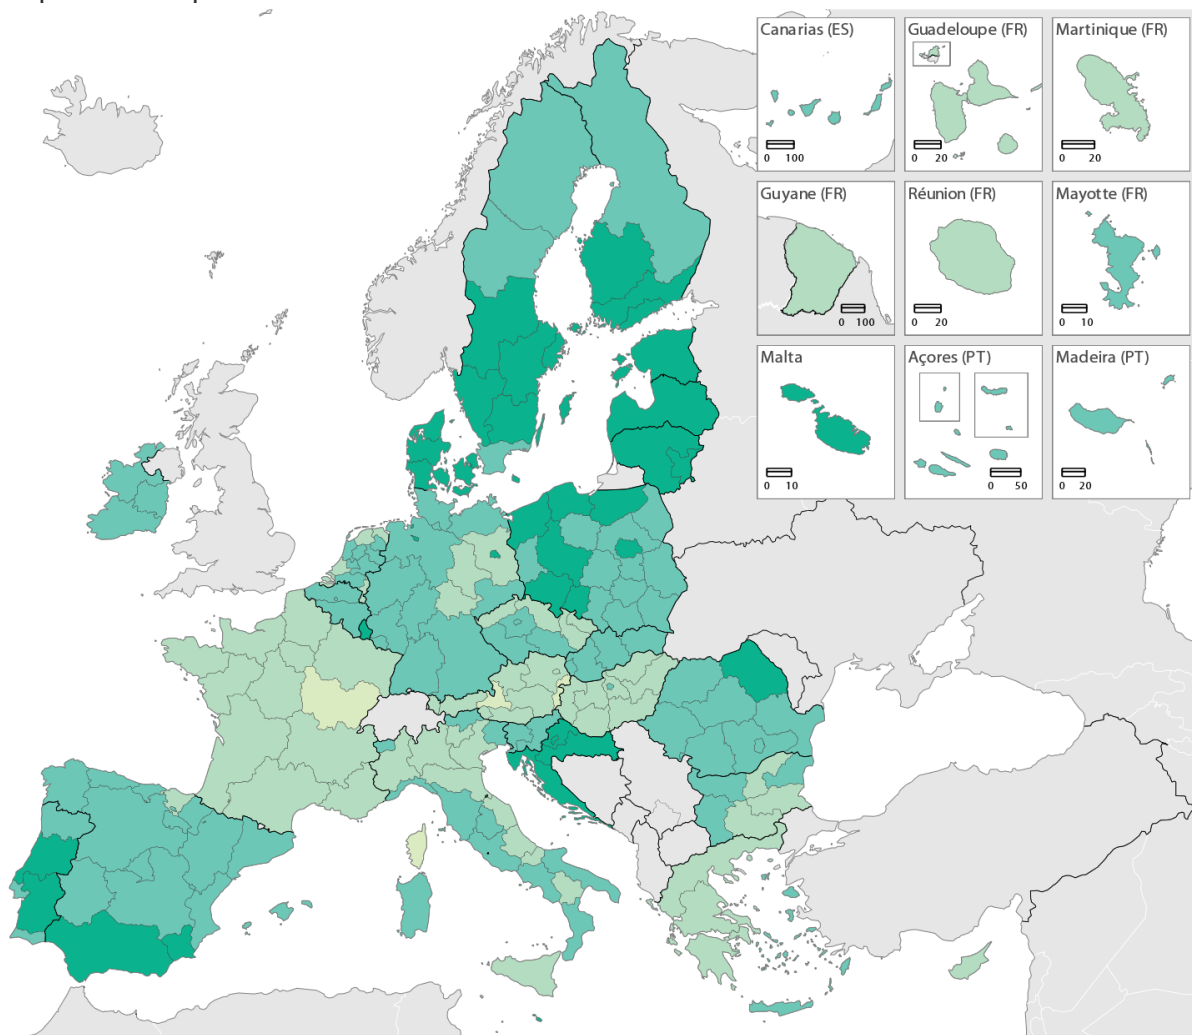 Canarias (ES)
0 100
Guadeloupe (FR)
0 20
Martinique (FR)
0 20
Guyane (FR)
0 100
Réunion (FR)
0 20
Mayotte (FR)
0 10
Malta
0 10
Açores (PT)
0 50
Madeira (PT)
0 20